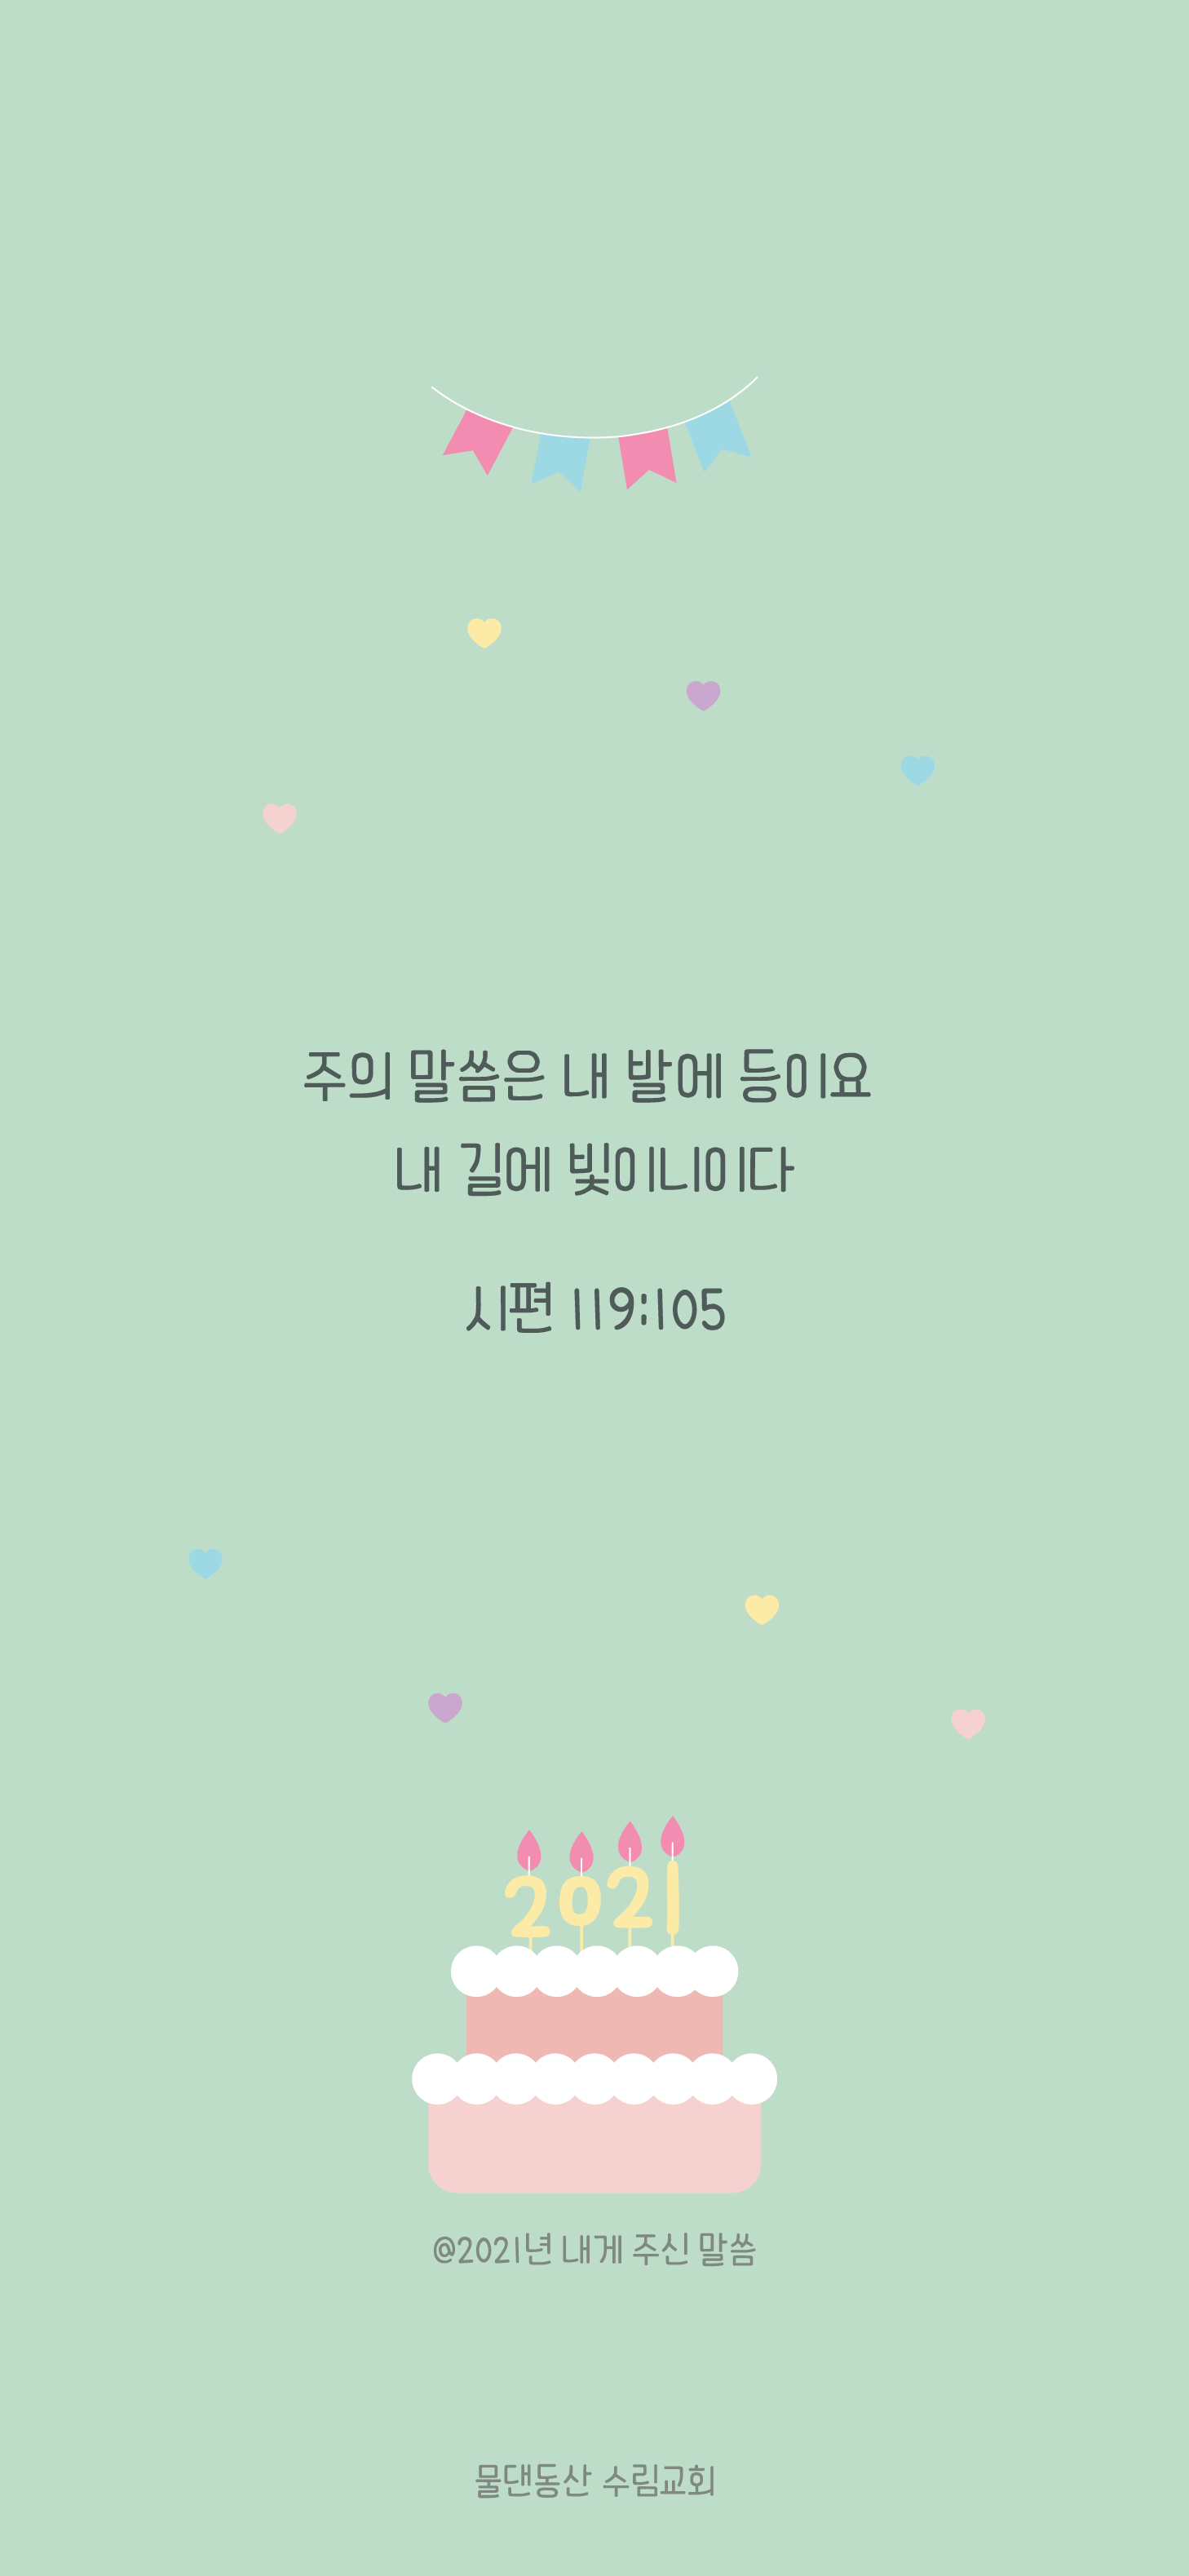 주의 말씀은 내 발에 등이요
내 길에 빛이니이다
시편 119:105
2021
@2021년 내게 주신 말씀
물댄동산 수림교회